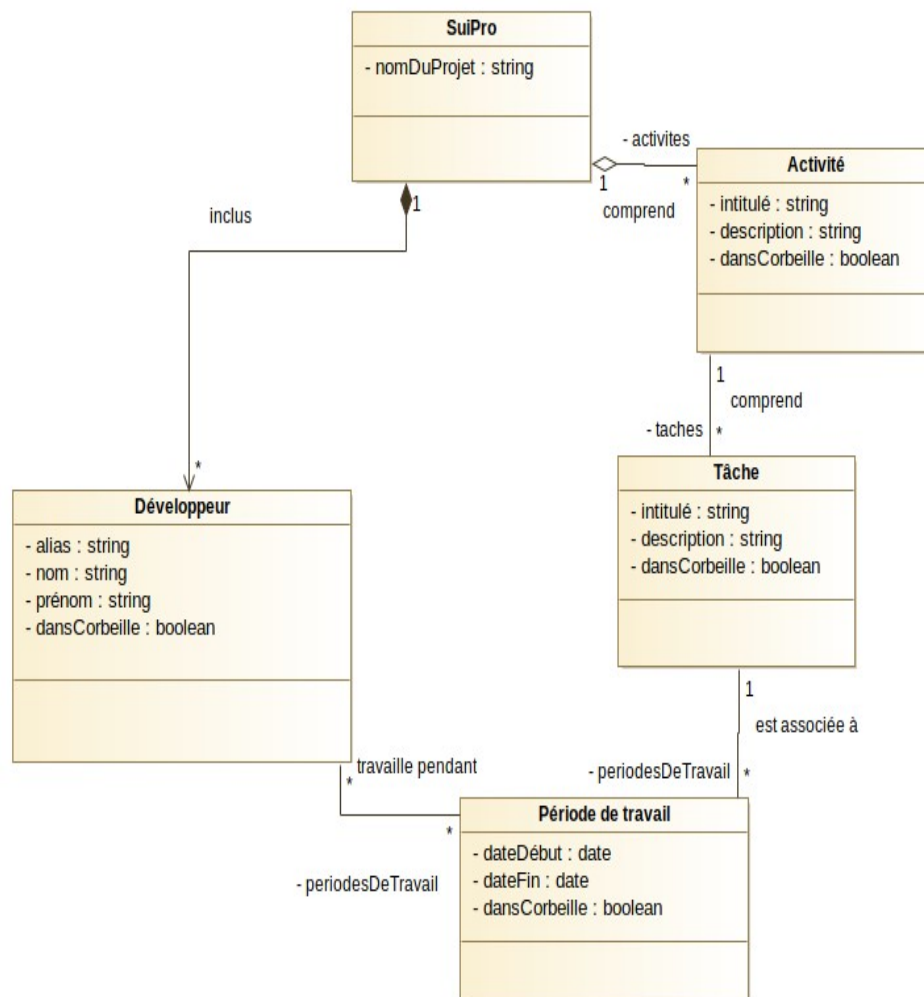 SuiPro
- nomDuProjet : string
- activites
1
*
comprend
1
inclus
Activité
- intitulé : string
- description : string
- dansCorbeille : boolean
1
comprend
- taches
*
*
Développeur
- alias : string
- nom : string
- prénom : string
- dansCorbeille : boolean
Tâche
- intitulé : string
- description : string
- dansCorbeille : boolean
1
est associée à
- periodesDeTravail
*
travaille pendant
*
*
- periodesDeTravail
Période de travail
- dateDébut : date
- dateFin : date
- dansCorbeille : boolean